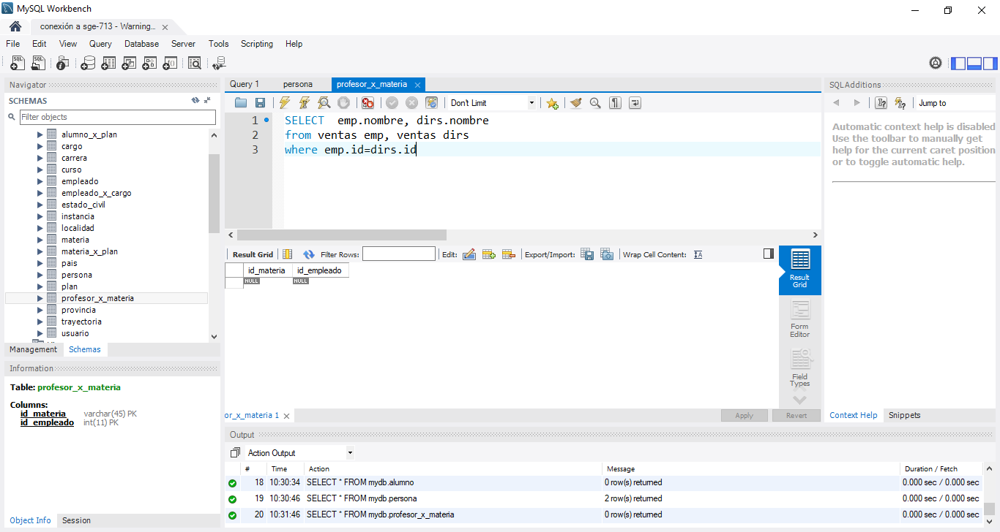 MySQL Workbench
conexión a sge-713 - Warning...
File Edit View Query Database Server Tools Scripting Help
Navigator
SCHEMAS
Filter objects
alumno_x_plan
cargo
carrera
curso
empleado
empleado_x_cargo
estado_civil
instancia
localidad
materia
materia_x_plan
pais
persona
plan
profesor_x_materia
provincia
trayectoria
usuario
Management Schemas
Information
Table: profesor_x_materia
Columns:
id_materia varchar(45) PK
id_empleado int(11) PK
Object Info Session
Query 1 persona profesor_x_materia
Don't Limit
1 SELECT emp.nombre, dirs.nombre
2 from ventas emp, ventas dirs
3 where emp.id=dirs.id
Result Grid Filter Rows: Edit: Export/Import: Wrap Cell Content:
id_materia id_empleado
NULL NULL
Result
Grid
Form
Editor
Field
Types
or_x_materia 1
Apply Revert
SQLAdditions
Jump to
Automatic context help is disabled
Use the toolbar to manually get
help for the current caret position
or to toggle automatic help.
Context Help Snippets
Output
Action Output
# Time Action Message Duration / Fetch
18 10:30:34 SELECT * FROM mydb.alumno 0 row(s) returned 0.000 sec / 0.000 sec
19 10:30:46 SELECT * FROM mydb.persona 2 row(s) returned 0.000 sec / 0.000 sec
20 10:31:46 SELECT * FROM mydb.profesor_x_materia 0 row(s) returned 0.000 sec / 0.000 sec